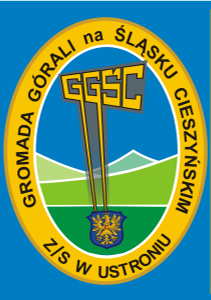 GROMADA GÓRALI na ŚLĄSKU CIESZYŃSKIM
GGSC
Z/S W USTRONIU